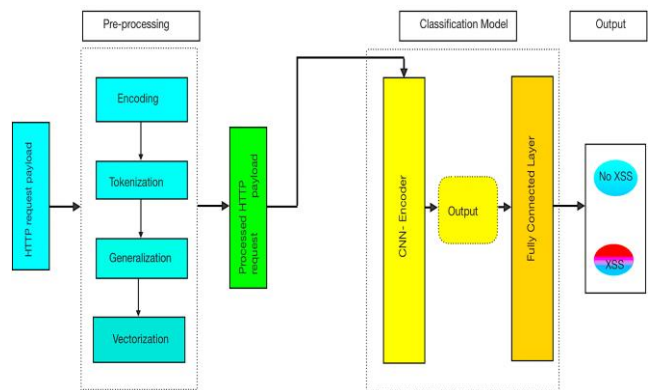 Pre-processing
Classification Model
Output
HTTP request payload
Encoding
Tokenization
Generalization
Vectorization
Processed HTTP payload
request
CNN- Encoder
Output
Fully Connected Layer
No XSS
XSS